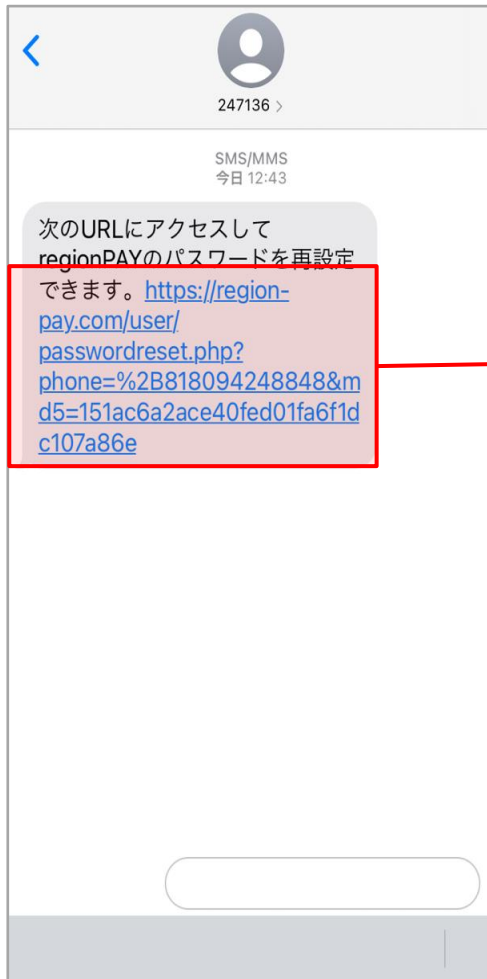 247136 >
SMS/MMS
今日 12:43
次のURLにアクセスして
regionPAYのパスワードを再設定
できます。https://region-
pay.com/user/
passwordreset.php?
phone=%2B818094248848&m
d5=151ac6a2ace40fed01fa6f1d
c107a86e